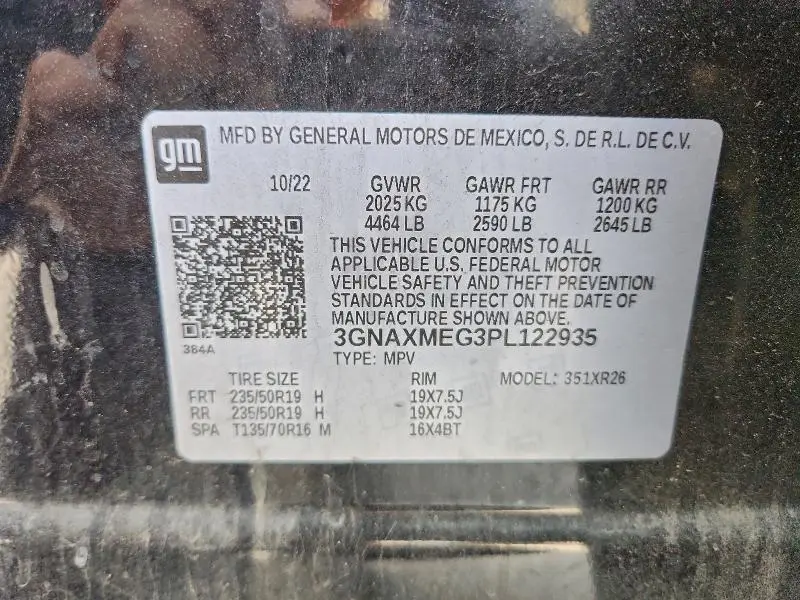 gm MFD BY GENERAL MOTORS DE MEXICO, S. DE R.L. DE C.V.
10/22 GVWR GAWR FRT GAWR RR
2025 KG 1175 KG 1200 KG
4464 LB 2590 LB 2645 LB
THIS VEHICLE CONFORMS TO ALL
APPLICABLE U.S. FEDERAL MOTOR
VEHICLE SAFETY AND THEFT PREVENTION
STANDARDS IN EFFECT ON THE DATE OF
MANUFACTURE SHOWN ABOVE.
3GNAXMEG3PL122935
384A
TYPE: MPV
TIRE SIZE RIM MODEL: 351XR26
FRT 235/50R19 H 19X7.5J
RR 235/50R19 H 19X7.5J
SPA T135/70R16 M 16X4BT